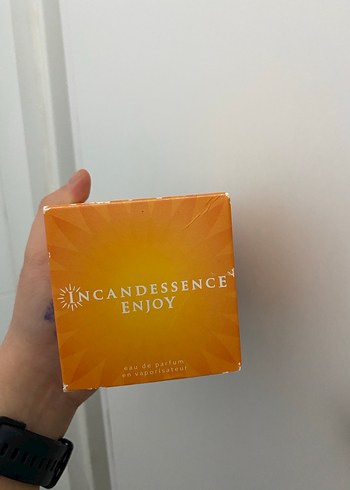 INCANDESSENCE
ENJOY
eau de parfum
en vaporisateur